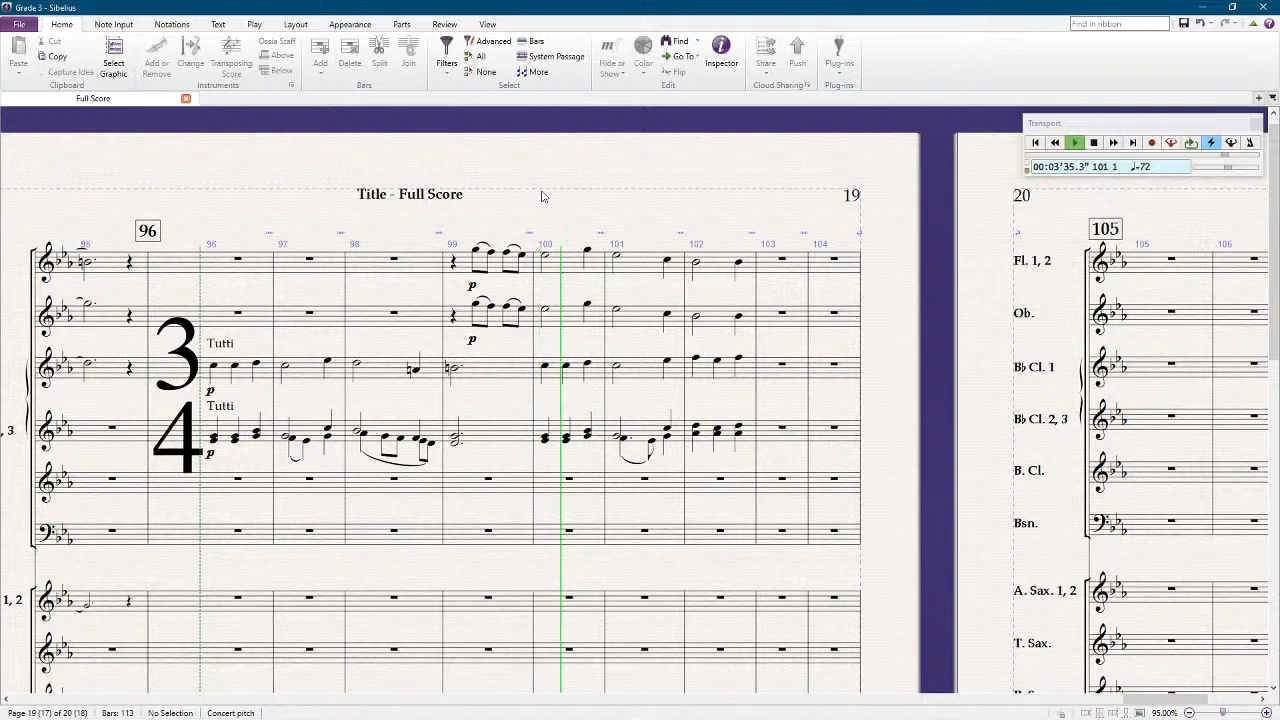 Grade 3 - Sibelius
File Home Note Input Notations Text Play Layout Appearance Parts Review View Find in ribbon
Paste Cut Copy Capture Idea Select Graphic Clipboard
Add or Remove Change Transposing Score Ossia Staff Above Below Instruments
Add Delete Split Join Bars
Filters Advanced All None Bars System Passage More Select
Hide or Show Color Find Go To Flip Inspector Edit
Share Push Cloud Sharing
Plug-ins Plug-ins
Full Score
Transport
00:03'35.3" 101 1 ♩=72
Title - Full Score
19
20
96
105
95 96 97 98 99 100 101 102 103 104
105 106
p
p
Tutti
p
Tutti
p
3
4
, 3
1, 2
Fl. 1, 2
Ob.
B♭ Cl. 1
B♭ Cl. 2, 3
B. Cl.
Bsn.
A. Sax. 1, 2
T. Sax.
Page 19 (17) of 20 (18) Bars: 113 No Selection Concert pitch 95.00%